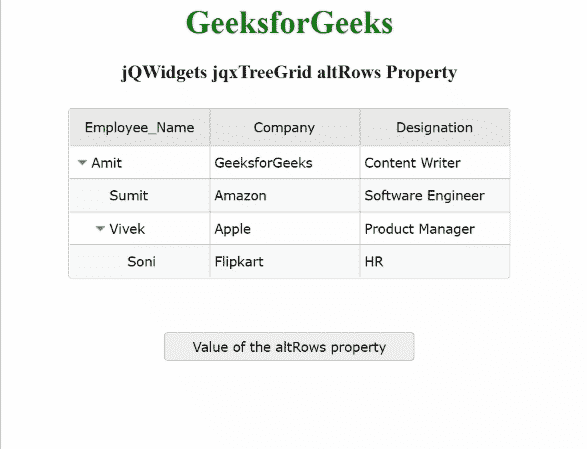 GeeksforGeeks
jQWidgets jqxTreeGrid altRows Property
Employee_Name Company Designation
Amit GeeksforGeeks Content Writer
Sumit Amazon Software Engineer
Vivek Apple Product Manager
Soni Flipkart HR
Value of the altRows property